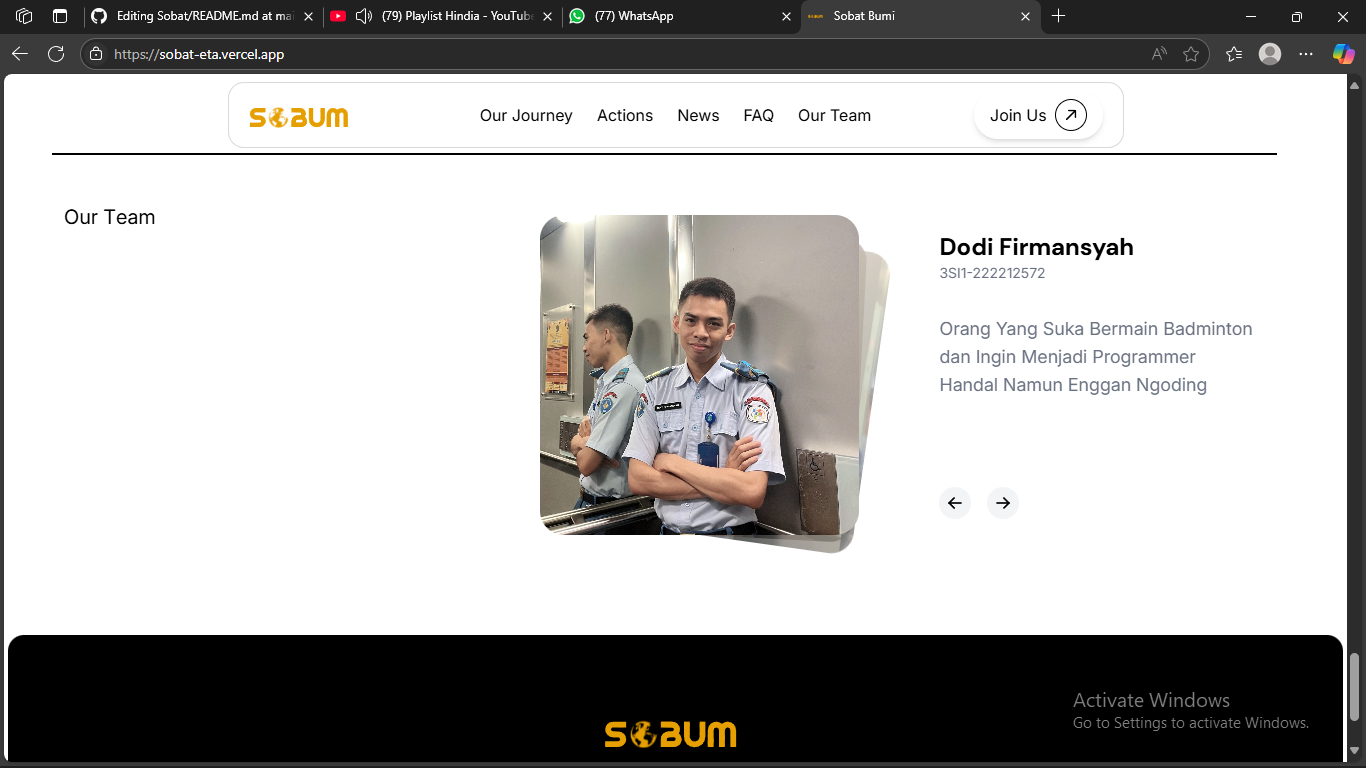 Editing Sobat/README.md at mai
(79) Playlist Hindia - YouTube
(77) WhatsApp
Sobat Bumi
https://sobat-eta.vercel.app
SOBUM
Our Journey
Actions
News
FAQ
Our Team
Join Us
Our Team
Dodi Firmansyah
3SI1-222212572
Orang Yang Suka Bermain Badminton
dan Ingin Menjadi Programmer
Handal Namun Enggan Ngoding
SOBUM
Activate Windows
Go to Settings to activate Windows.